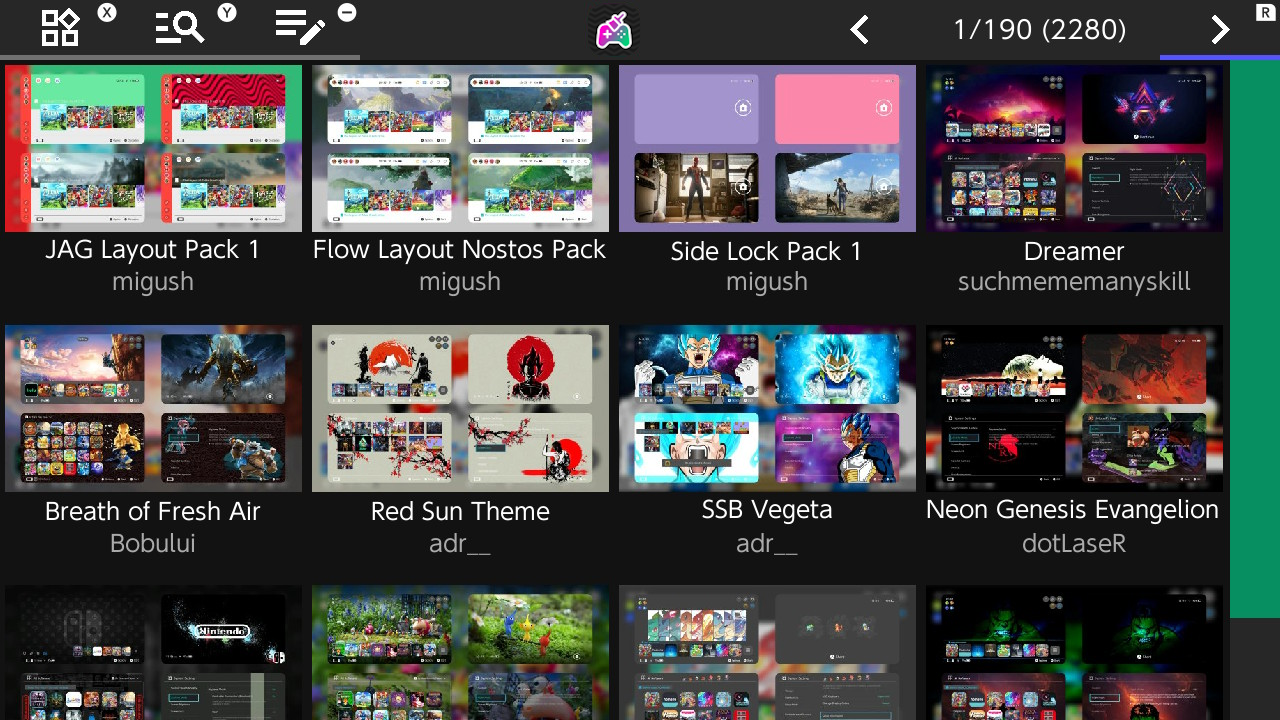 X
Y
1/190 (2280)
R
JAG Layout Pack 1
migush
Flow Layout Nostos Pack
migush
Side Lock Pack 1
migush
Dreamer
suchmememanyskill
Breath of Fresh Air
Bobului
Red Sun Theme
adr__
SSB Vegeta
adr__
Neon Genesis Evangelion
dotLaseR
Nintendo